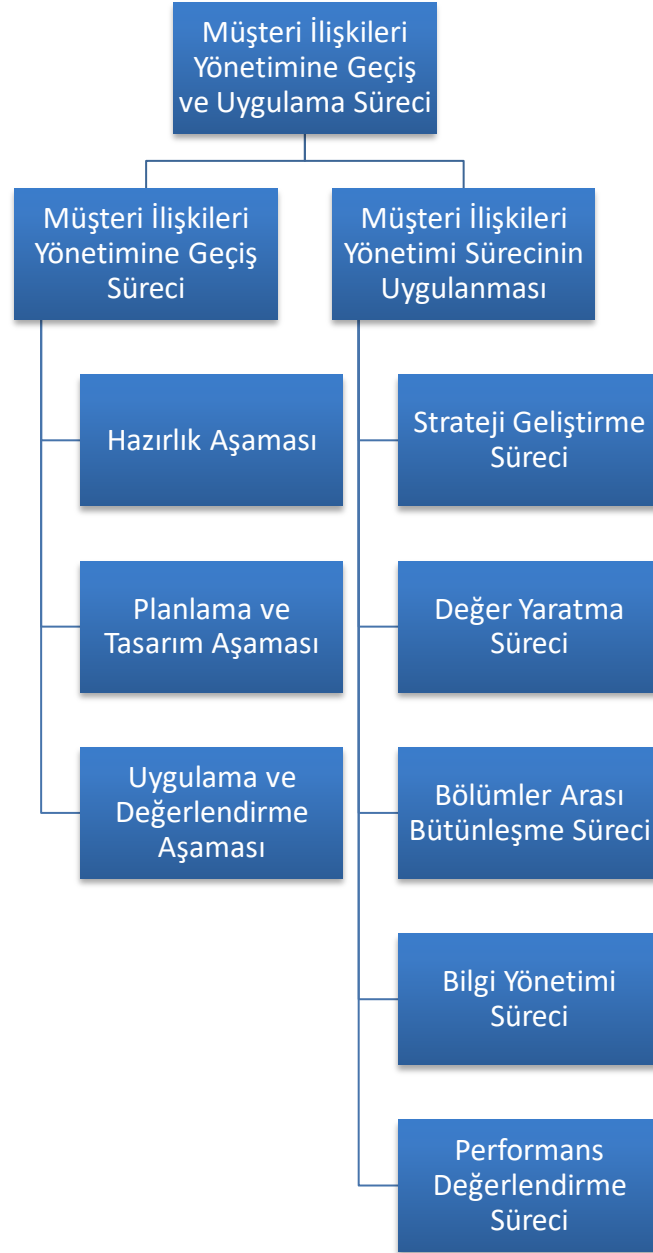 Müşteri İlişkileri
Yönetimine Geçiş
ve Uygulama Süreci
Müşteri İlişkileri
Yönetimine Geçiş
Süreci
Hazırlık Aşaması
Planlama ve
Tasarım Aşaması
Uygulama ve
Değerlendirme
Aşaması
Müşteri İlişkileri
Yönetimi Sürecinin
Uygulanması
Strateji Geliştirme
Süreci
Değer Yaratma
Süreci
Bölümler Arası
Bütünleşme Süreci
Bilgi Yönetimi
Süreci
Performans
Değerlendirme
Süreci